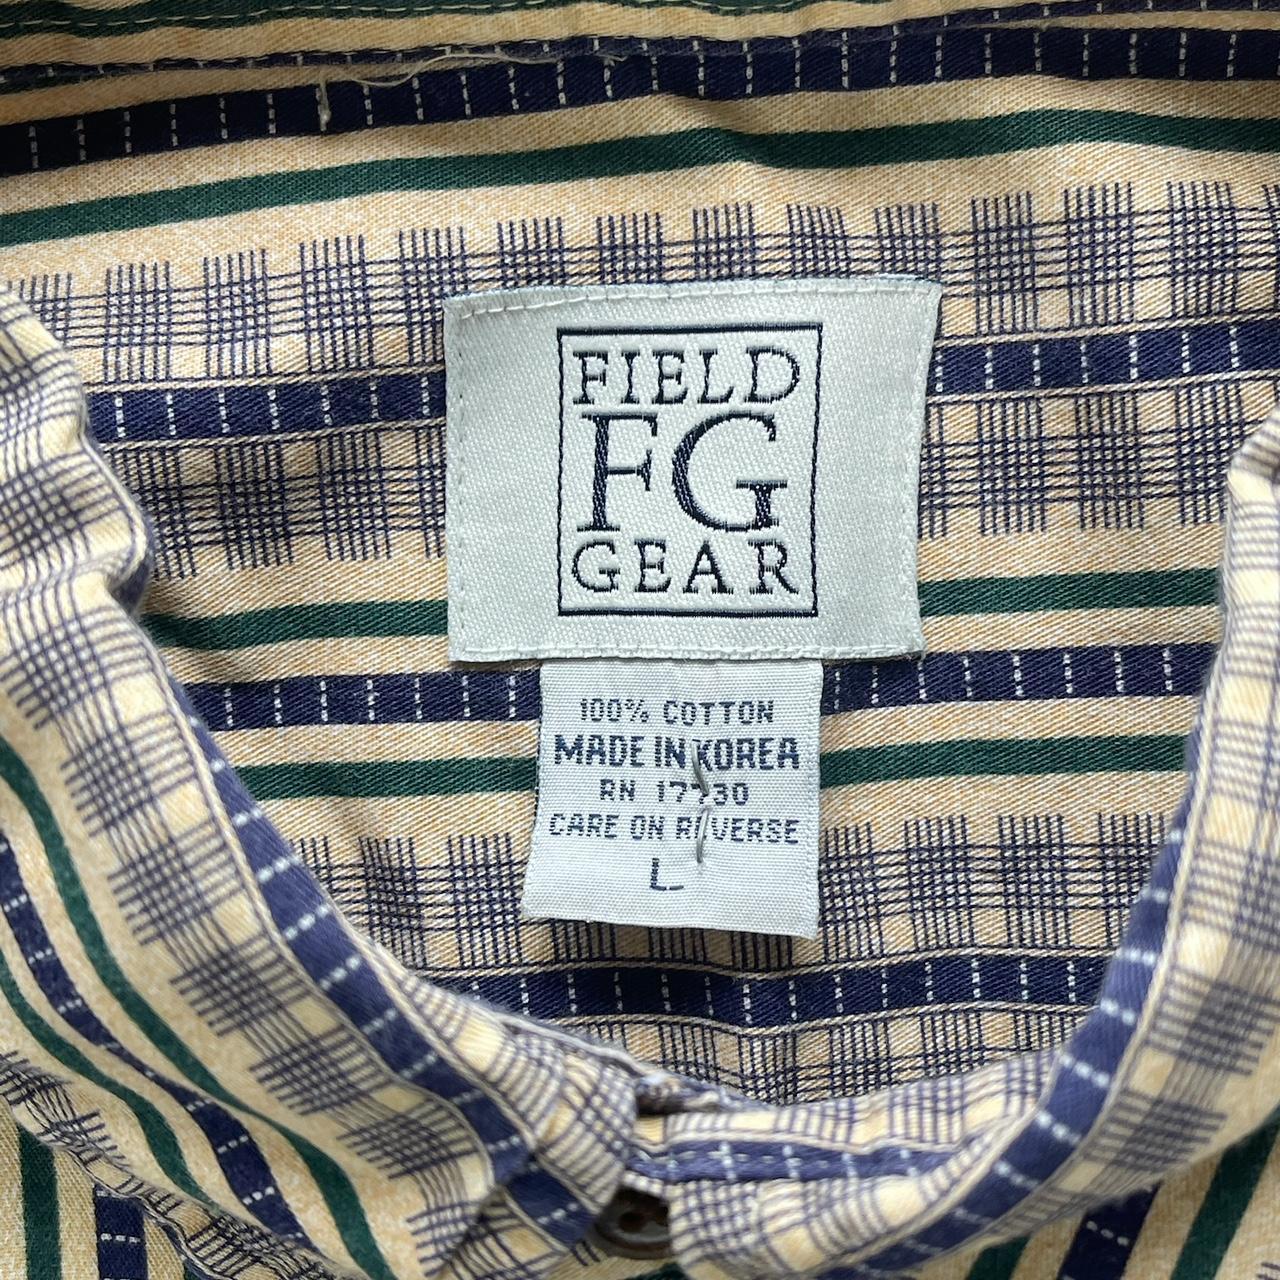 FIELD
FG
GEAR
100% COTTON
MADE IN KOREA
RN 17730
CARE ON REVERSE
L